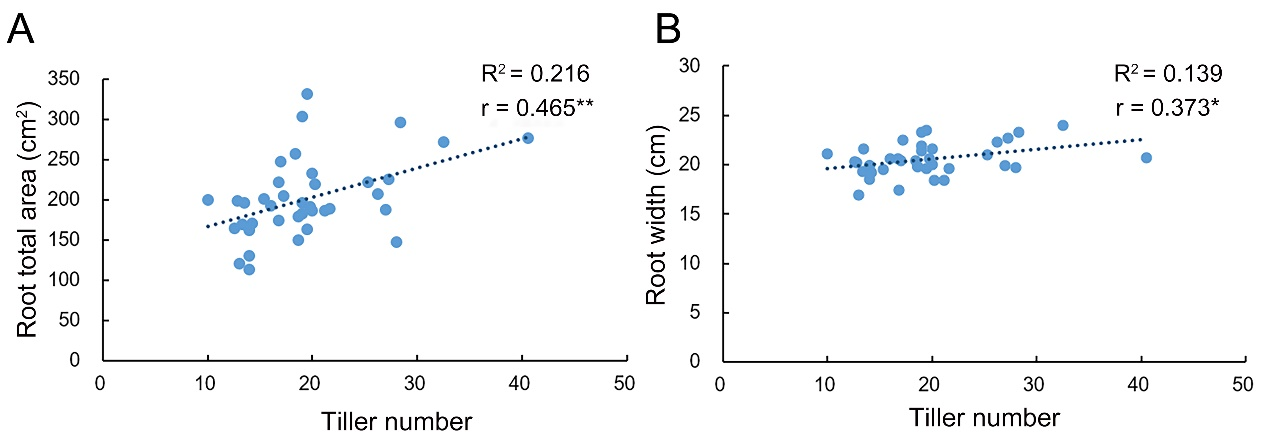 A
R² = 0.216
r = 0.465**
Root total area (cm²)
350
300
250
200
150
100
50
0
0 10 20 30 40 50
Tiller number
B
R² = 0.139
r = 0.373*
Root width (cm)
30
25
20
15
10
5
0
0 10 20 30 40 50
Tiller number